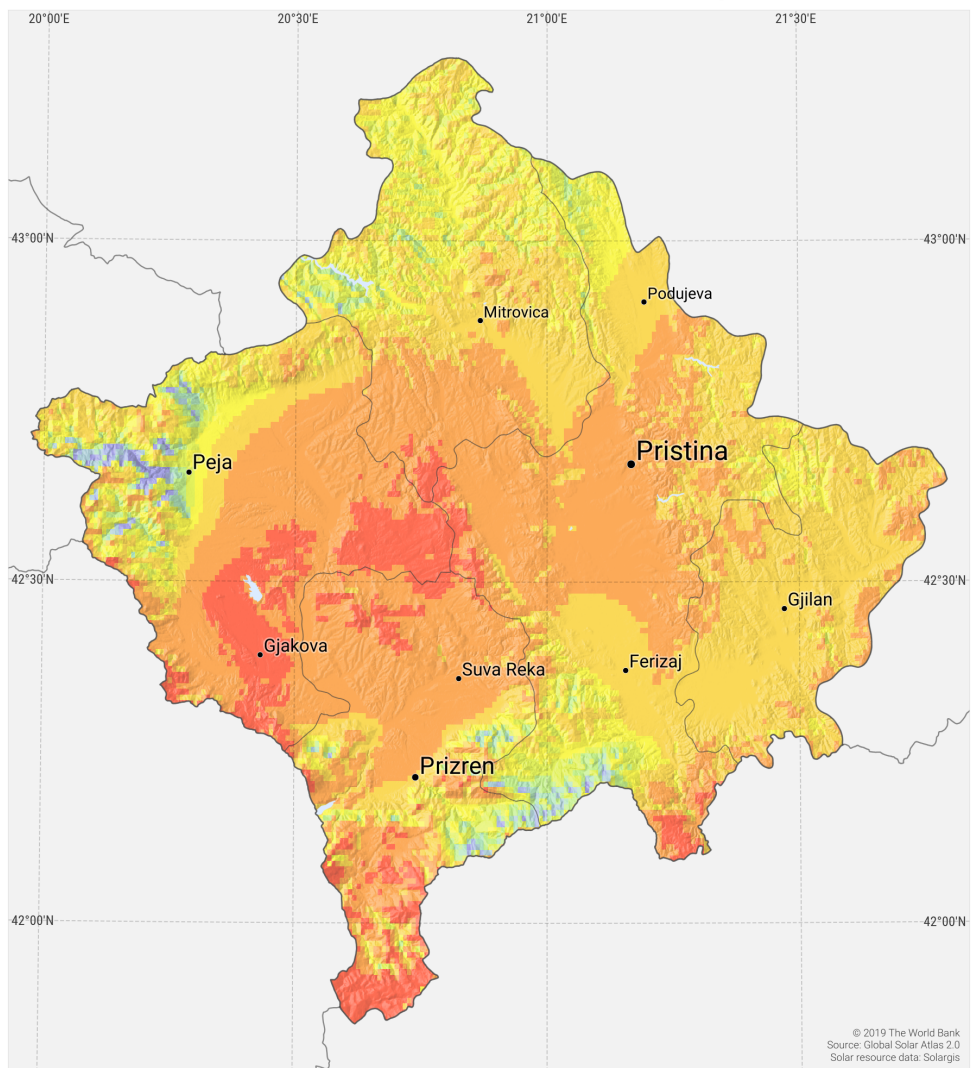 20°00'E
20°30'E
21°00'E
21°30'E
43°00'N
43°00'N
Podujeva
Mitrovica
Pristina
Peja
42°30'N
42°30'N
Gjilan
Gjakova
Ferizaj
Suva Reka
Prizren
42°00'N
42°00'N
© 2019 The World Bank
Source: Global Solar Atlas 2.0
Solar resource data: Solargis